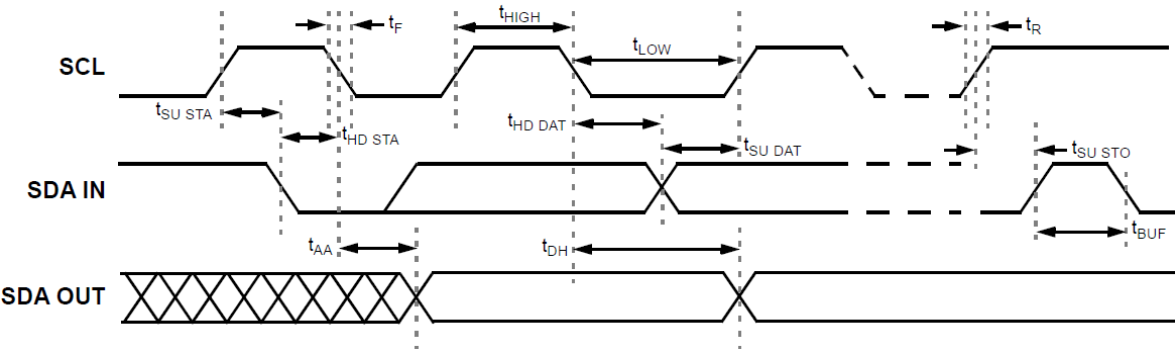 tF
tHIGH
tR
SCL
tLOW
tSU STA
tHD STA
tHD DAT
tSU DAT
tSU STO
SDA IN
tAA
tDH
tBUF
SDA OUT